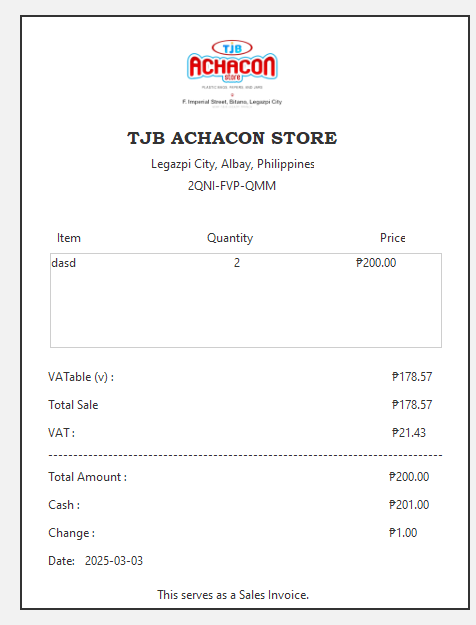 TJB
ACHACON
store
PLASTIC BAGS, PAPERS, AND JARS
F. Imperial Street, Bitano, Legazpi City
TJB ACHACON STORE
Legazpi City, Albay, Philippines
2QNI-FVP-QMM
Item Quantity Price
dasd 2 ₱200.00
VATable (v) : ₱178.57
Total Sale ₱178.57
VAT : ₱21.43
--------------------------------------------------------------------------------
Total Amount : ₱200.00
Cash : ₱201.00
Change : ₱1.00
Date: 2025-03-03
This serves as a Sales Invoice.